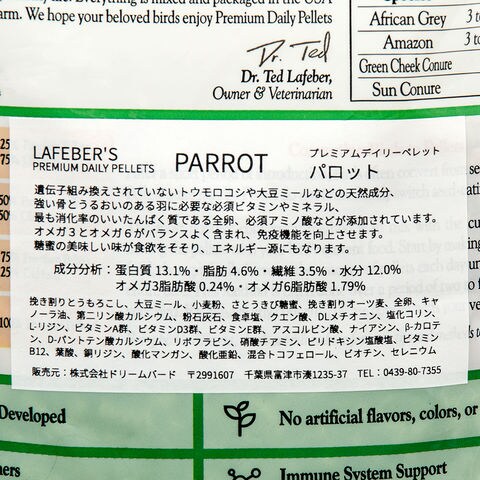 Everything is mixed and packaged in the USA
arm. We hope your beloved birds enjoy Premium Daily Pellets
Dr. Ted
Dr. Ted Lafeber,
Owner & Veterinarian
African Grey 3 to
Amazon 3 to
Green Cheek Conure
Sun Conure
LAFEBER'S
PREMIUM DAILY PELLETS
PARROT
プレミアムデイリーペレット
パロット
遺伝子組み換えされていないトウモロコシや大豆ミールなどの天然成分、
強い骨とうるおいのある羽に必要な必須ビタミンやミネラル、
最も消化率のいいたんぱく質である全卵、必須アミノ酸などが添加されています。
オメガ3とオメガ6がバランスよく含まれ、免疫機能を向上させます。
糖蜜の美味しい味が食欲をそそり、エネルギー源にもなります。
成分分析：蛋白質 13.1%・脂肪 4.6%・繊維 3.5%・水分 12.0%
オメガ3脂肪酸 0.24%・オメガ6脂肪酸 1.79%
挽き割りとうもろこし、大豆ミール、小麦粉、さとうきび糖蜜、挽き割りオーツ麦、全卵、キャ
ノーラ油、第二リン酸カルシウム、粉石灰石、食卓塩、クエン酸、DLメチオニン、塩化コリン、
L-リジン、ビタミンA群、ビタミンD3群、ビタミンE群、アスコルビン酸、ナイアシン、β-カロテ
ン、D-パントテン酸カルシウム、リボフラビン、硝酸チアミン、ピリドキシン塩酸塩、ビタミン
B12、葉酸、銅リジン、酸化マンガン、酸化亜鉛、混合トコフェロール、ビオチン、セレニウム
販売元：株式会社ドリームバード 〒2991607 千葉県富津市湊1235-37 TEL：0439-80-7355
Developed
No artificial flavors, colors, or
Immune System Support